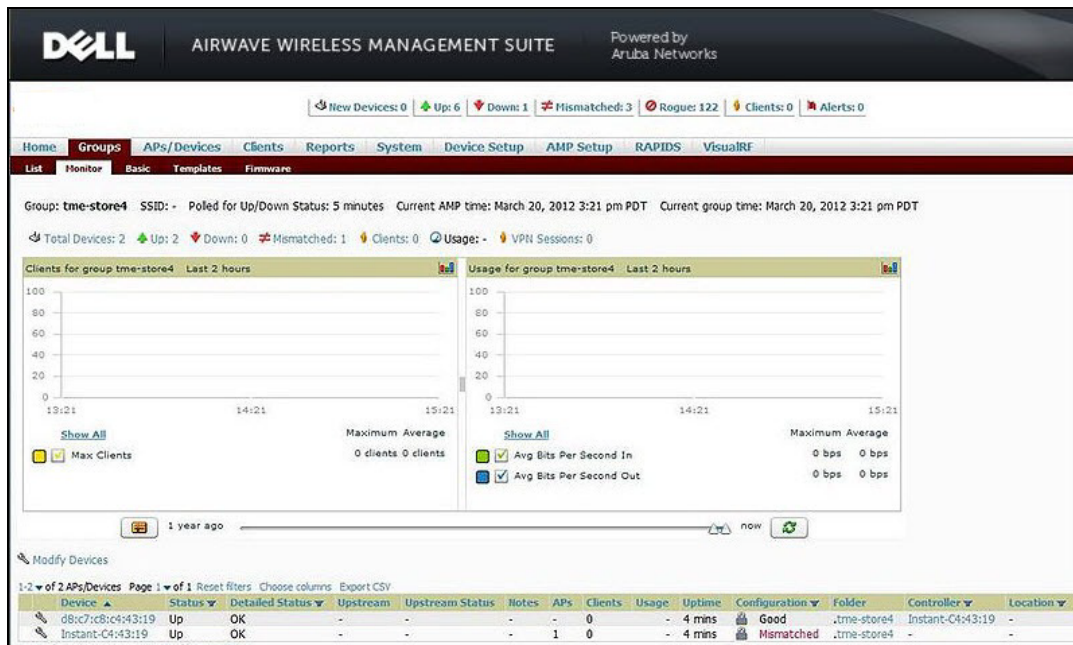 DELL AIRWAVE WIRELESS MANAGEMENT SUITE Powered by
Aruba Networks
New Devices: 0 Up: 6 Down: 1 Mismatched: 3 Rogue: 122 Clients: 0 Alerts: 0
Home Groups APs/Devices Clients Reports System Device Setup AMP Setup RAPIDS VisualRF
List Monitor Basic Templates Firmware
Group: tme-store4 SSID: - Polled for Up/Down Status: 5 minutes Current AMP time: March 20, 2012 3:21 pm PDT Current group time: March 20, 2012 3:21 pm PDT
Total Devices: 2 Up: 2 Down: 0 Mismatched: 1 Clients: 0 Usage: - VPN Sessions: 0
Clients for group tme-store4 Last 2 hours
100
80
60
40
20
0
13:21 14:21 15:21
Show All Maximum Average
Max Clients 0 clients 0 clients
Usage for group tme-store4 Last 2 hours
100
80
60
40
20
0
13:21 14:21 15:21
Show All Maximum Average
Avg Bits Per Second In 0 bps 0 bps
Avg Bits Per Second Out 0 bps 0 bps
1 year ago now
Modify Devices
1-2 of 2 APs/Devices Page 1 of 1 Reset filters Choose columns Export CSV
Device Status Detailed Status Upstream Upstream Status Notes APs Clients Usage Uptime Configuration Folder Controller Location
d8:c7:c8:c4:43:19 Up OK - - - - 0 - 4 mins Good .tme-store4 Instant-C4:43:19 -
Instant-C4:43:19 Up OK - - - 1 0 - 4 mins Mismatched .tme-store4 - -